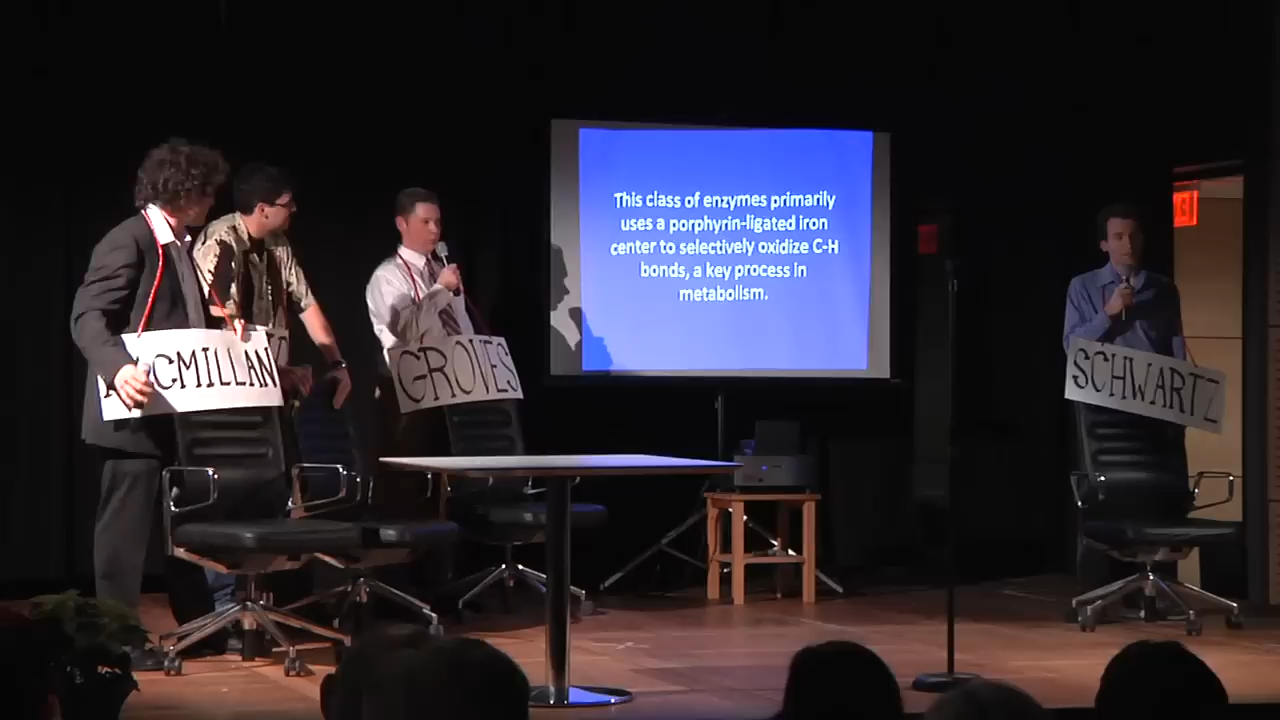 This class of enzymes primarily
uses a porphyrin-ligated iron
center to selectively oxidize C-H
bonds, a key process in
metabolism.
MCMILLAN
GROVES
SCHWARTZ